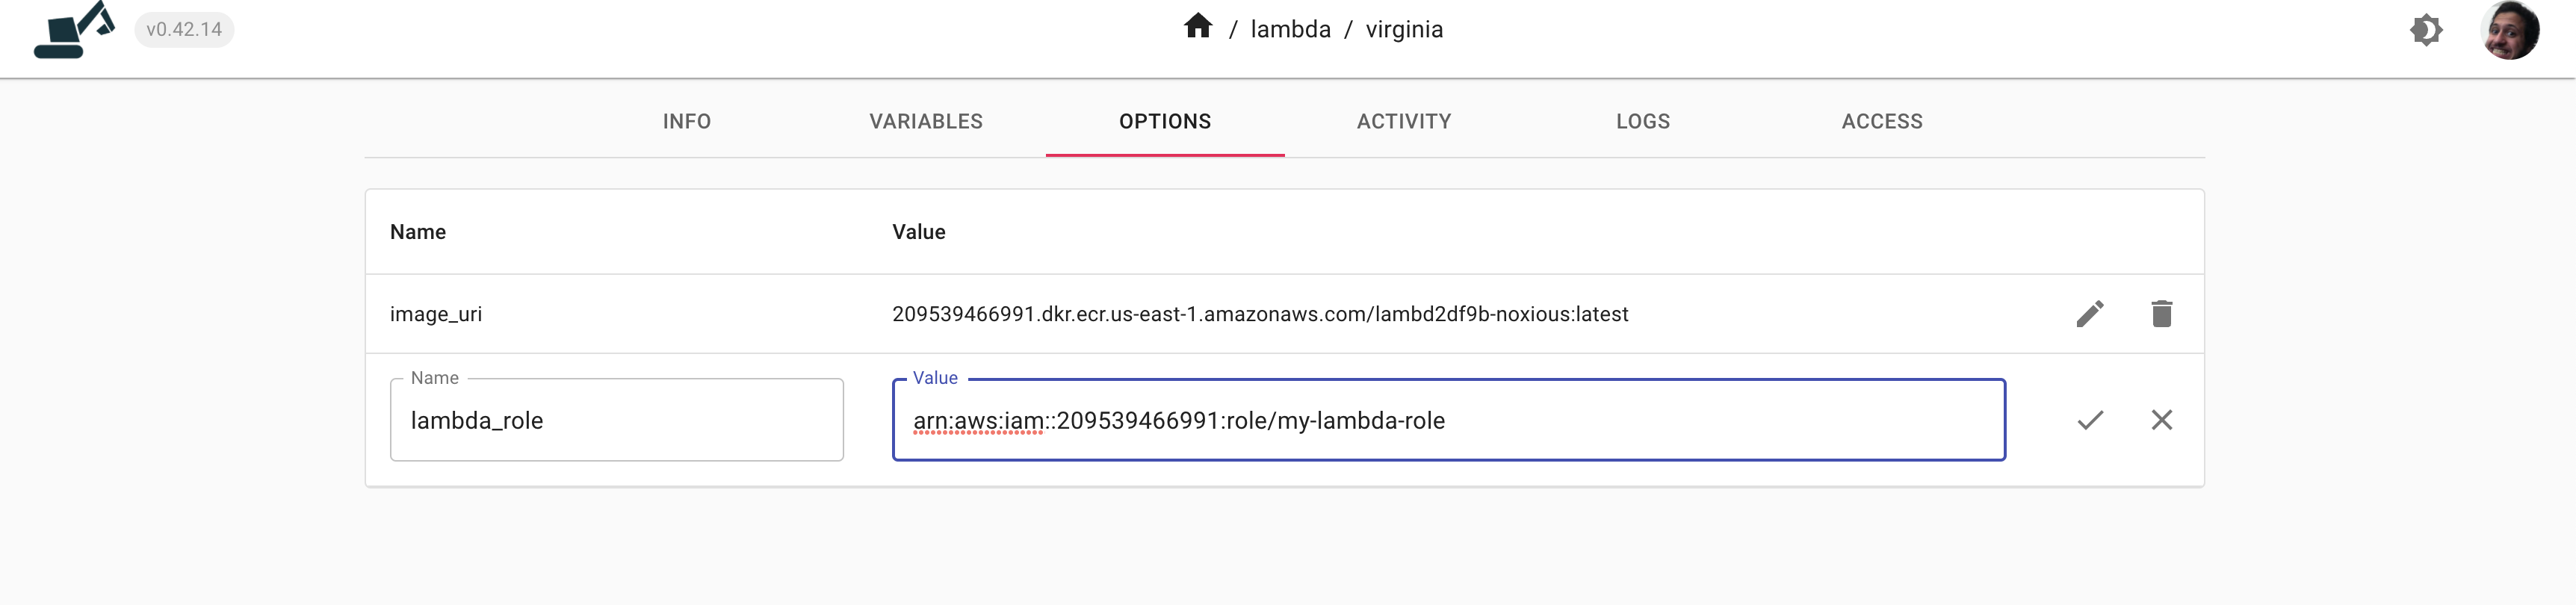 v0.42.14
/ lambda / virginia
INFO VARIABLES OPTIONS ACTIVITY LOGS ACCESS
Name Value
image_uri 209539466991.dkr.ecr.us-east-1.amazonaws.com/lambd2df9b-noxious:latest
Name Value
lambda_role arn:aws:iam::209539466991:role/my-lambda-role